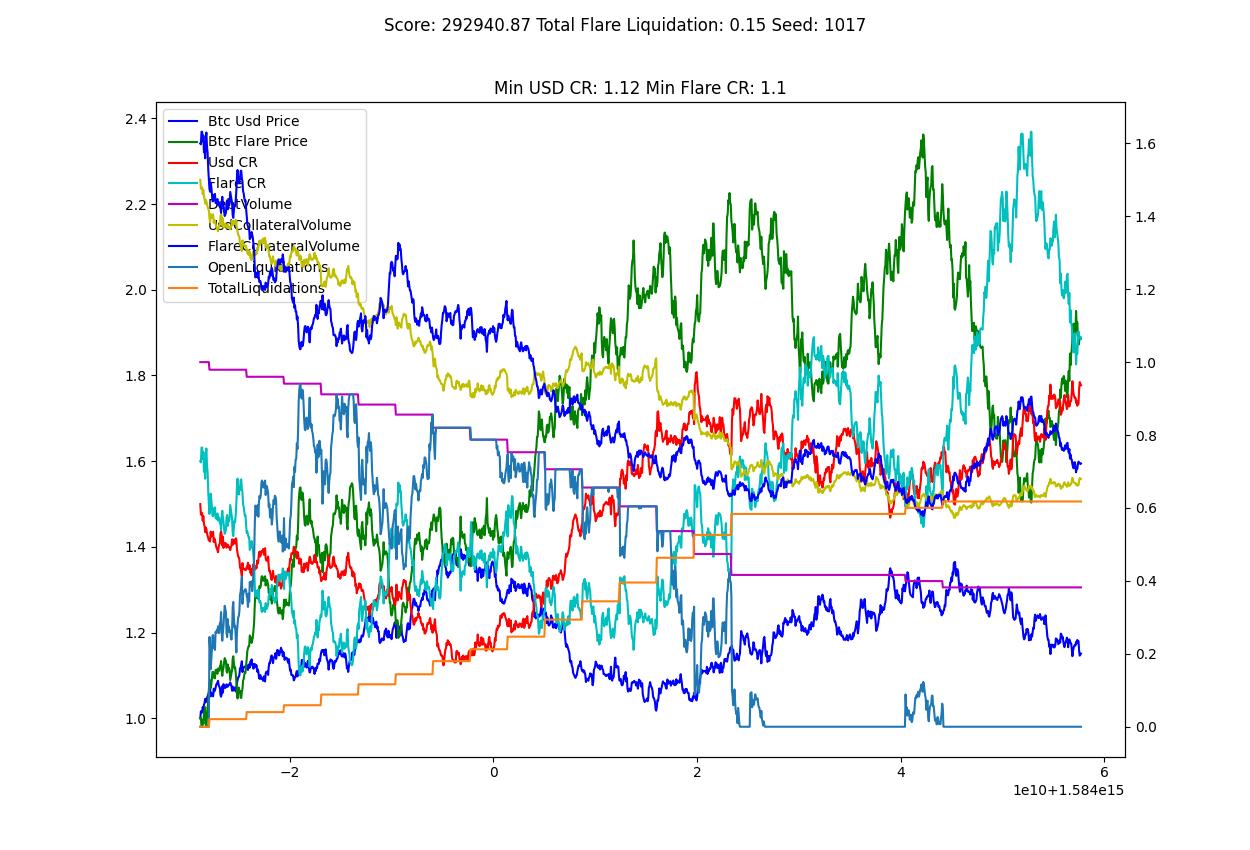 Score: 292940.87 Total Flare Liquidation: 0.15 Seed: 1017
Min USD CR: 1.12 Min Flare CR: 1.1
Btc Usd Price
Btc Flare Price
Usd CR
Flare CR
DebtVolume
UsdCollateralVolume
FlareCollateralVolume
OpenLiquidations
TotalLiquidations
2.4
2.2
2.0
1.8
1.6
1.4
1.2
1.0
1.6
1.4
1.2
1.0
0.8
0.6
0.4
0.2
0.0
−2
0
2
4
6
1e10+1.584e15